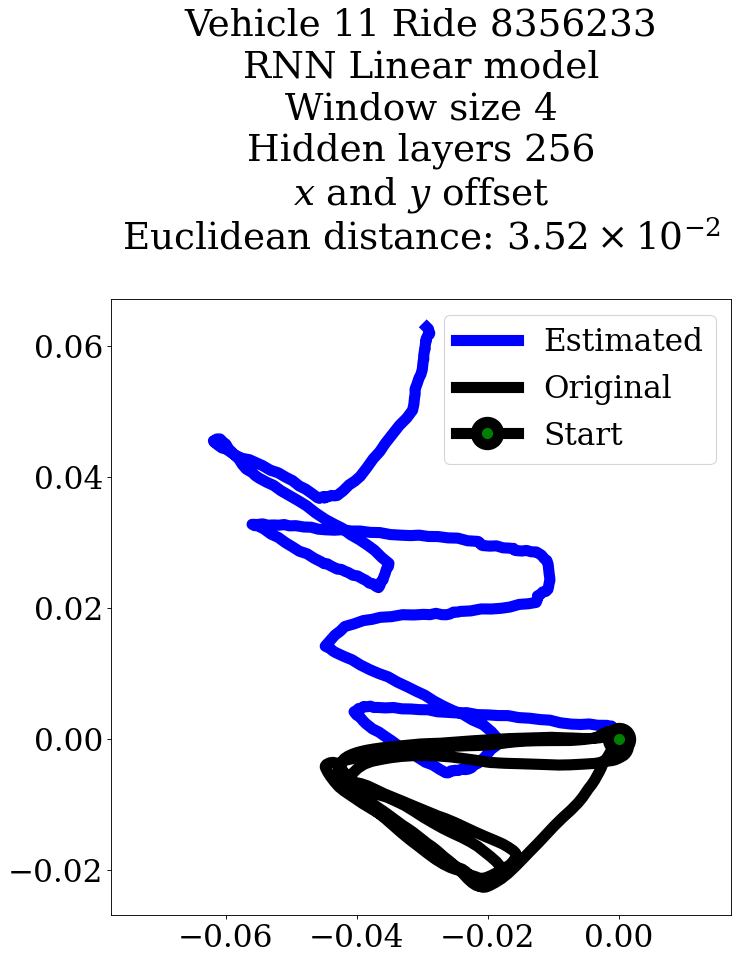 Vehicle 11 Ride 8356233
RNN Linear model
Window size 4
Hidden layers 256
x and y offset
Euclidean distance: 3.52 × 10⁻²
Estimated
Original
Start
0.06
0.04
0.02
0.00
−0.02
−0.06 −0.04 −0.02 0.00